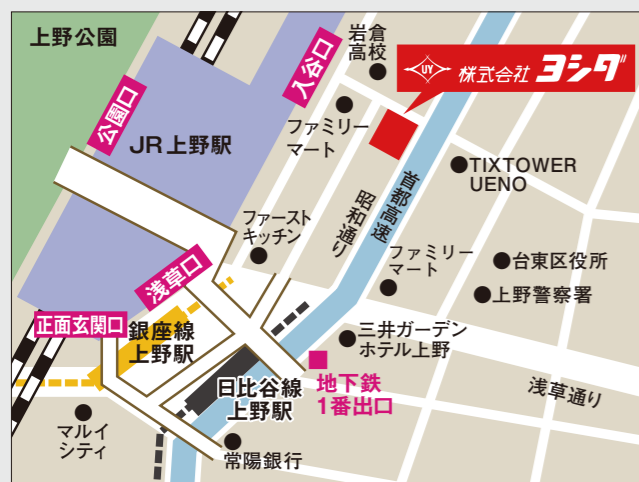 上野公園
岩倉
高校
入谷口
UY
株式会社 ヨシダ
公園口
JR上野駅
ファミリー
マート
TIXTOWER
UENO
首都高速
昭和通り
ファースト
キッチン
ファミリー
マート
台東区役所
上野警察署
浅草口
正面玄関口
銀座線
上野駅
三井ガーデン
ホテル上野
日比谷線
上野駅
地下鉄
1番出口
浅草通り
マルイ
シティ
常陽銀行